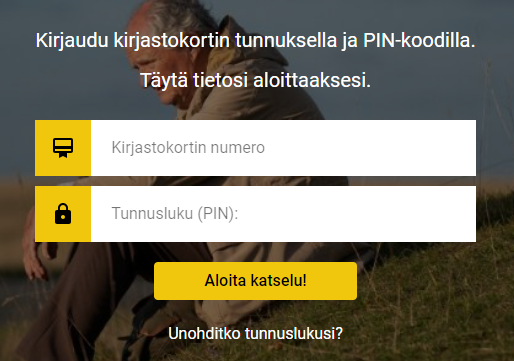 Kirjaudu kirjastokortin tunnuksella ja PIN-koodilla.
Täytä tietosi aloittaaksesi.
Kirjastokortin numero
Tunnusluku (PIN):
Aloita katselu!
Unohditko tunnuslukusi?